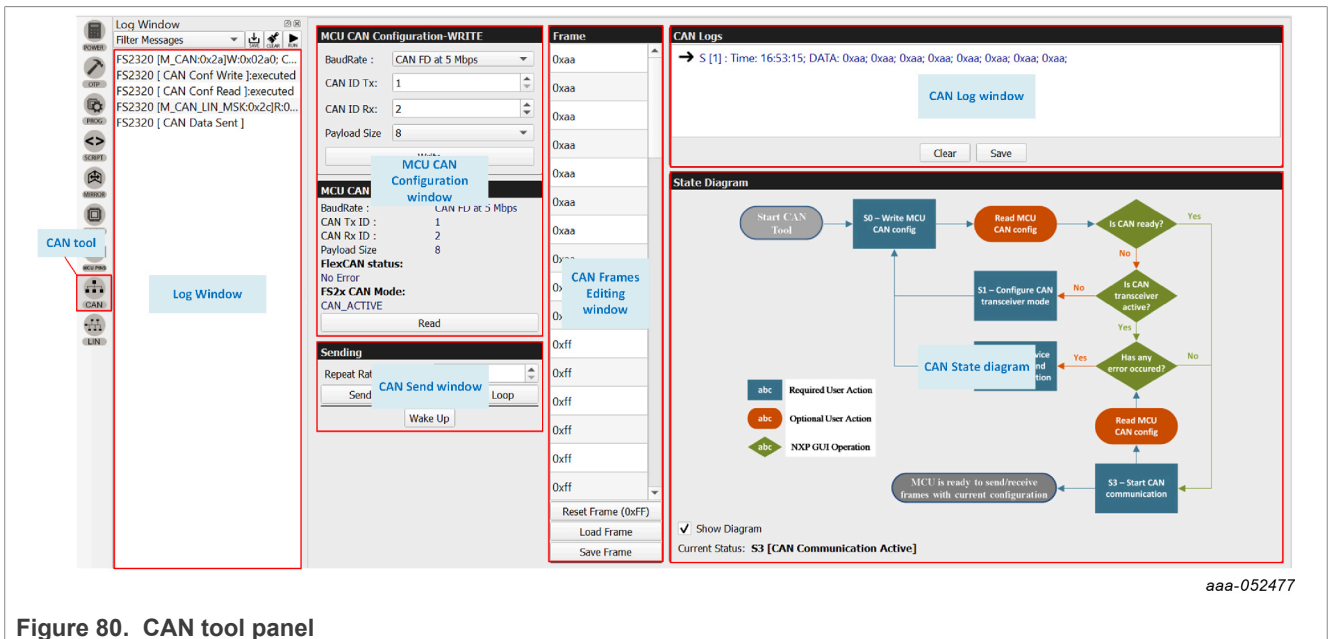 Log Window
Filter Messages
SAVE CLEAR RUN
FS2320 [M_CAN:0x2a]W:0x02a0; C...
FS2320 [ CAN Conf Write ]:executed
FS2320 [ CAN Conf Read ]:executed
FS2320 [M_CAN_LIN_MSK:0x2c]R:0...
FS2320 [ CAN Data Sent ]
Log Window
POWER
OTP
PROG
SCRIPT
MIRROR
CAN tool
MCU PINS
CAN
LIN
MCU CAN Configuration-WRITE
BaudRate : CAN FD at 5 Mbps
CAN ID Tx: 1
CAN ID Rx: 2
Payload Size 8
MCU CAN
Configuration
window
MCU CAN
BaudRate : CAN FD at 5 Mbps
CAN Tx ID : 1
CAN Rx ID : 2
Payload Size 8
FlexCAN status:
No Error
FS2x CAN Mode:
CAN_ACTIVE
Read
Sending
Repeat Rat
CAN Send window
Send Loop
Wake Up
Frame
0xaa
0xaa
0xaa
0xaa
0xaa
0xaa
0xaa
CAN Frames
Editing
window
0xff
0xff
0xff
0xff
0xff
0xff
Reset Frame (0xFF)
Load Frame
Save Frame
CAN Logs
➔ S [1] : Time: 16:53:15; DATA: 0xaa; 0xaa; 0xaa; 0xaa; 0xaa; 0xaa; 0xaa; 0xaa;
CAN Log window
Clear Save
State Diagram
Start CAN
Tool
S0 – Write MCU
CAN config
Read MCU
CAN config
Is CAN ready?
Yes
No
S1 – Configure CAN
transceiver mode
No
Is CAN
transceiver
active?
Yes
CAN State diagram
vice
nd
tion
Yes
Has any
error occured?
No
abc Required User Action
abc Optional User Action
abc NXP GUI Operation
Read MCU
CAN config
MCU is ready to send/receive
frames with current configuration
S3 – Start CAN
communication
Show Diagram
Current Status: S3 [CAN Communication Active]
aaa-052477
Figure 80. CAN tool panel